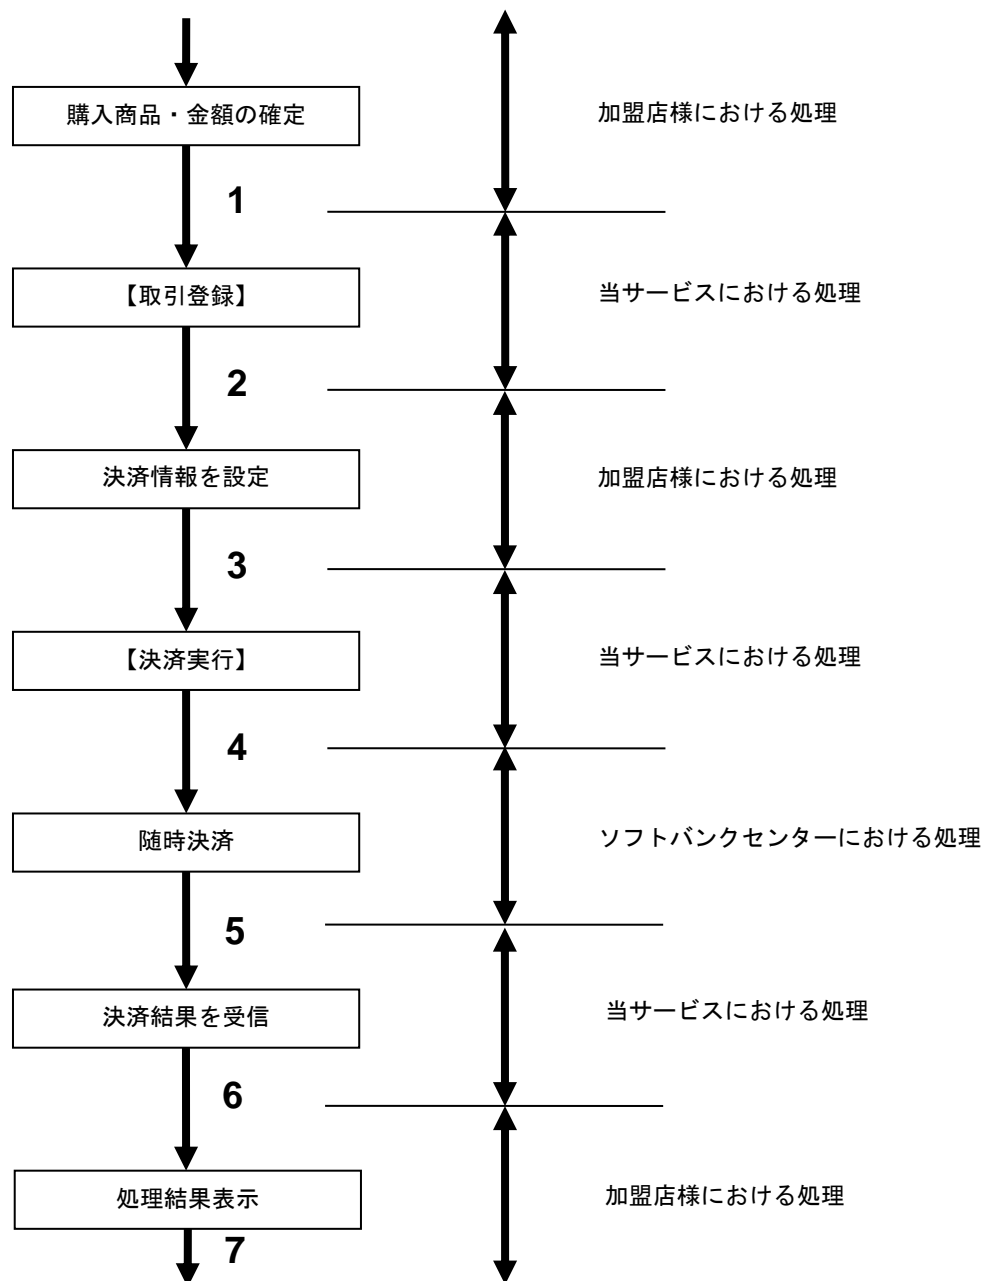 購入商品・金額の確定
加盟店様における処理
1
【取引登録】
当サービスにおける処理
2
決済情報を設定
加盟店様における処理
3
【決済実行】
当サービスにおける処理
4
随時決済
ソフトバンクセンターにおける処理
5
決済結果を受信
当サービスにおける処理
6
処理結果表示
加盟店様における処理
7